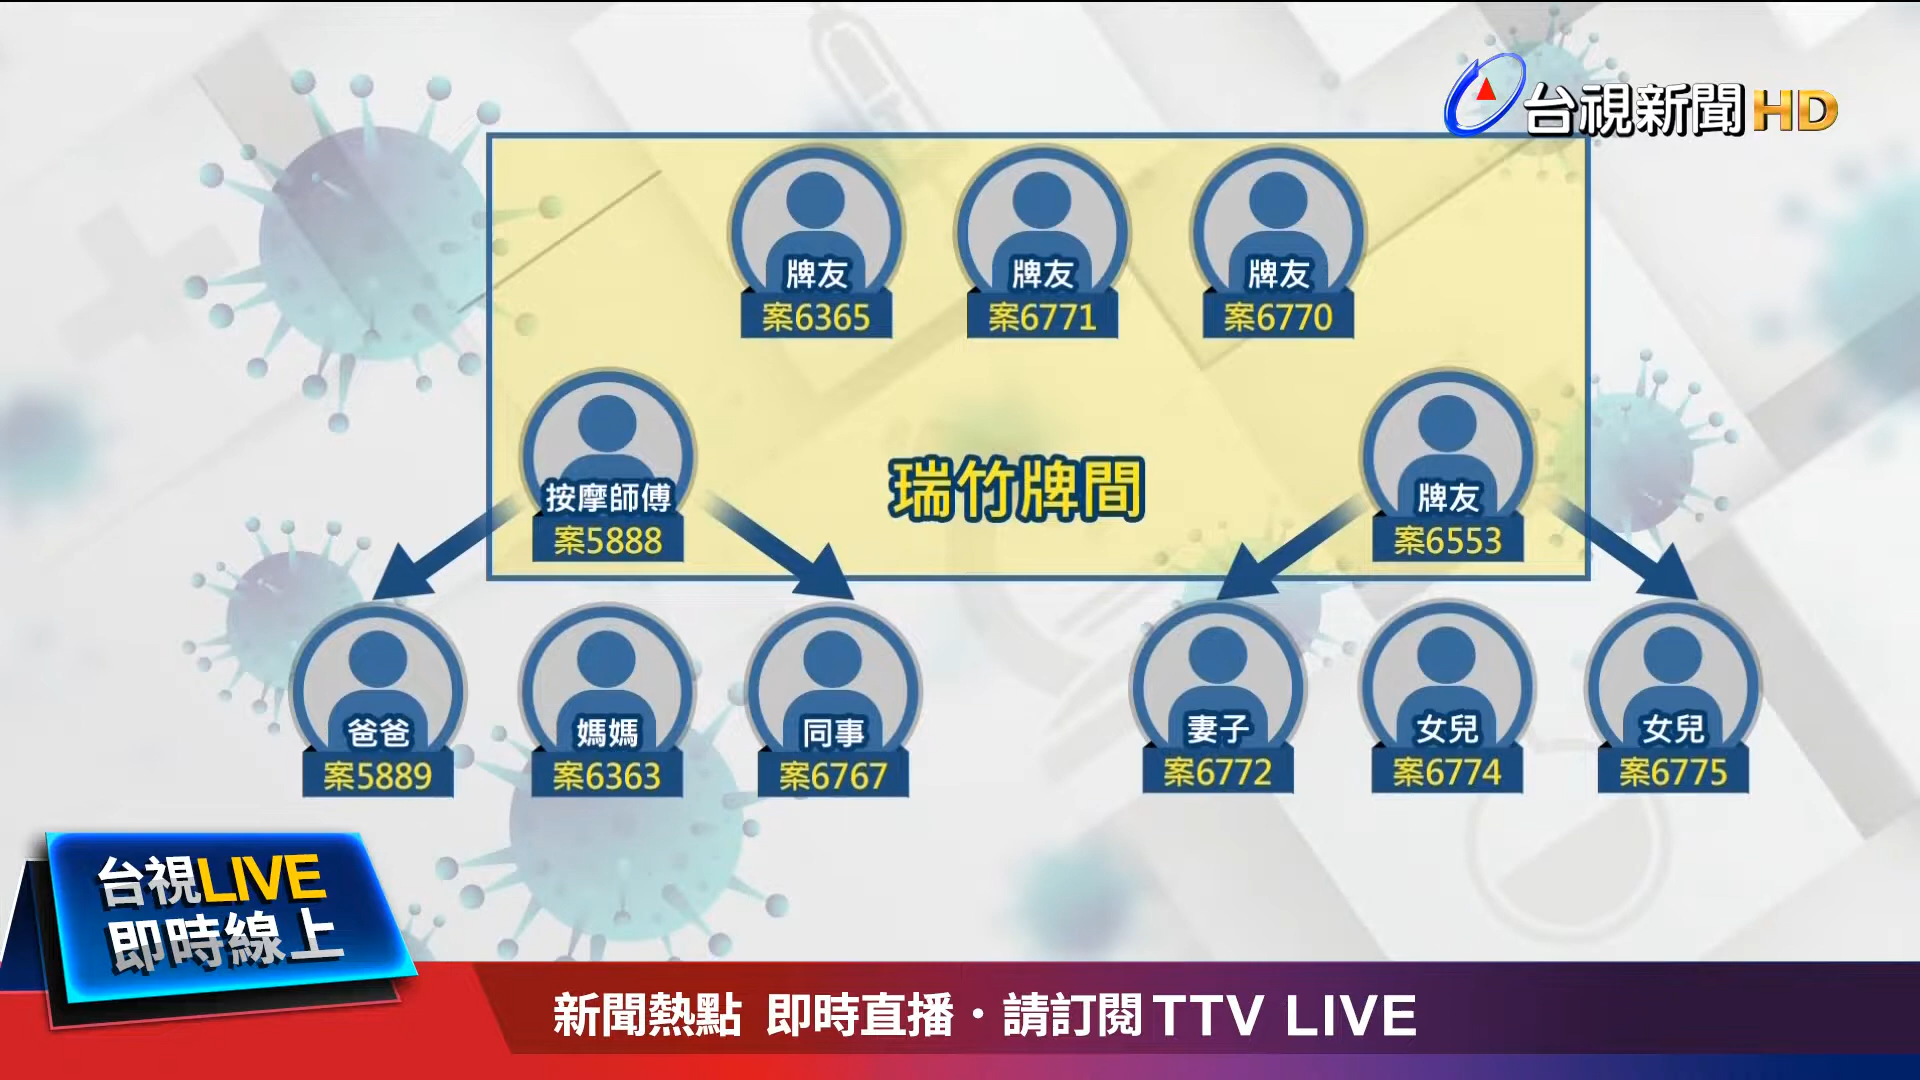 台視新聞HD
牌友
案6365
牌友
案6771
牌友
案6770
按摩師傅
案5888
瑞竹牌間
牌友
案6553
爸爸
案5889
媽媽
案6363
同事
案6767
妻子
案6772
女兒
案6774
女兒
案6775
台視LIVE
即時線上
新聞熱點 即時直播·請訂閱TTV LIVE